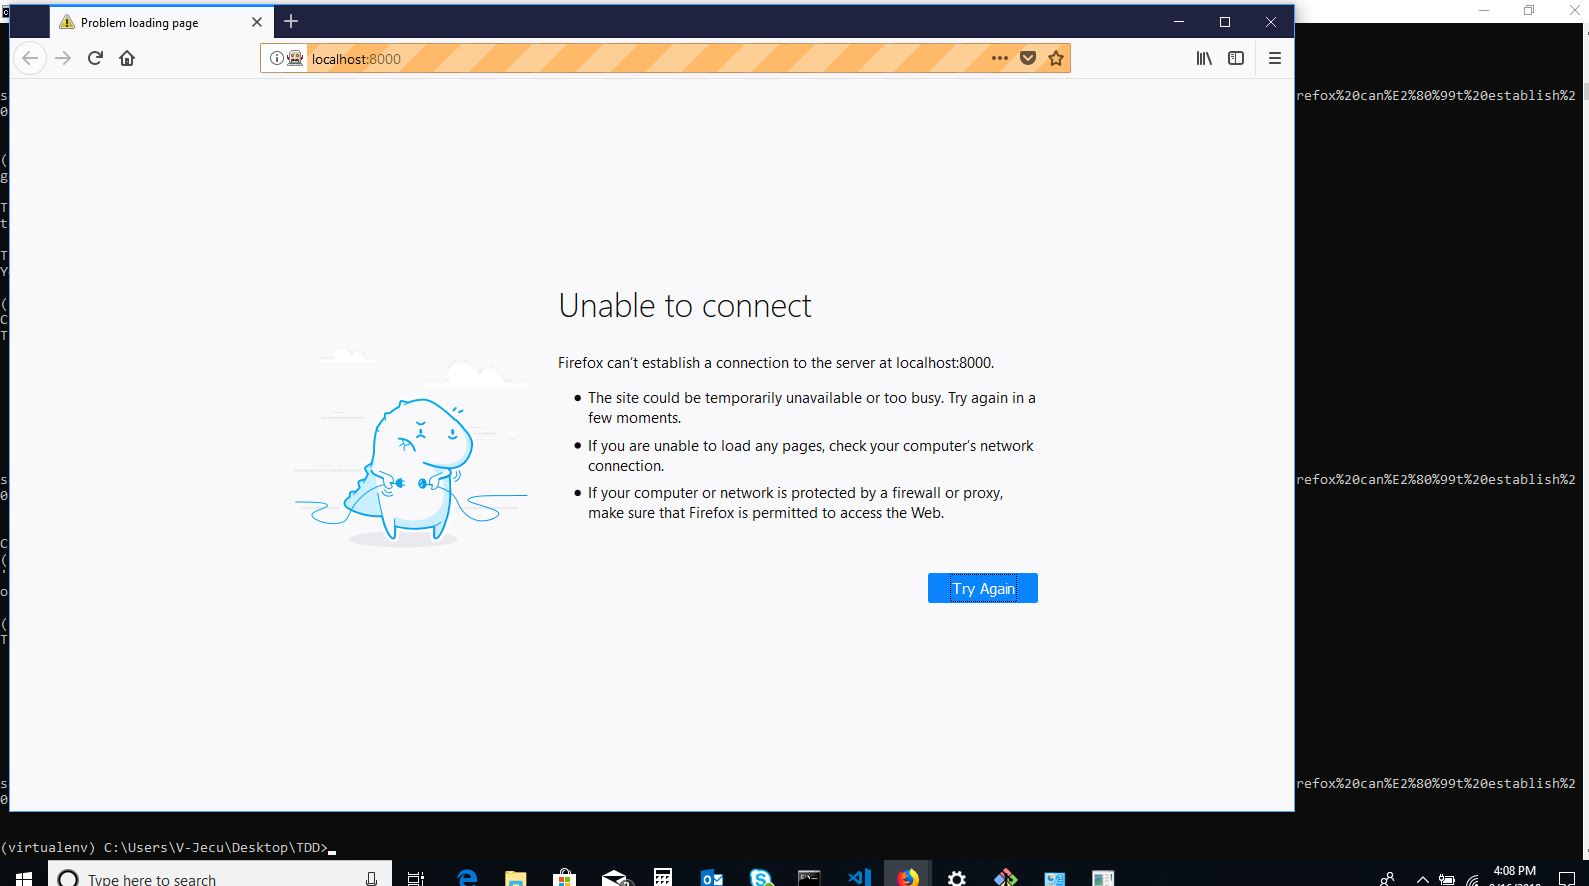 Problem loading page
localhost:8000
refox%20can%E2%80%99t%20establish%2
Unable to connect
Firefox can’t establish a connection to the server at localhost:8000.
The site could be temporarily unavailable or too busy. Try again in a
few moments.
If you are unable to load any pages, check your computer’s network
connection.
refox%20can%E2%80%99t%20establish%2
If your computer or network is protected by a firewall or proxy,
make sure that Firefox is permitted to access the Web.
Try Again
refox%20can%E2%80%99t%20establish%2
(virtualenv) C:\Users\V-Jecu\Desktop\TDD>
Type here to search
4:08 PM